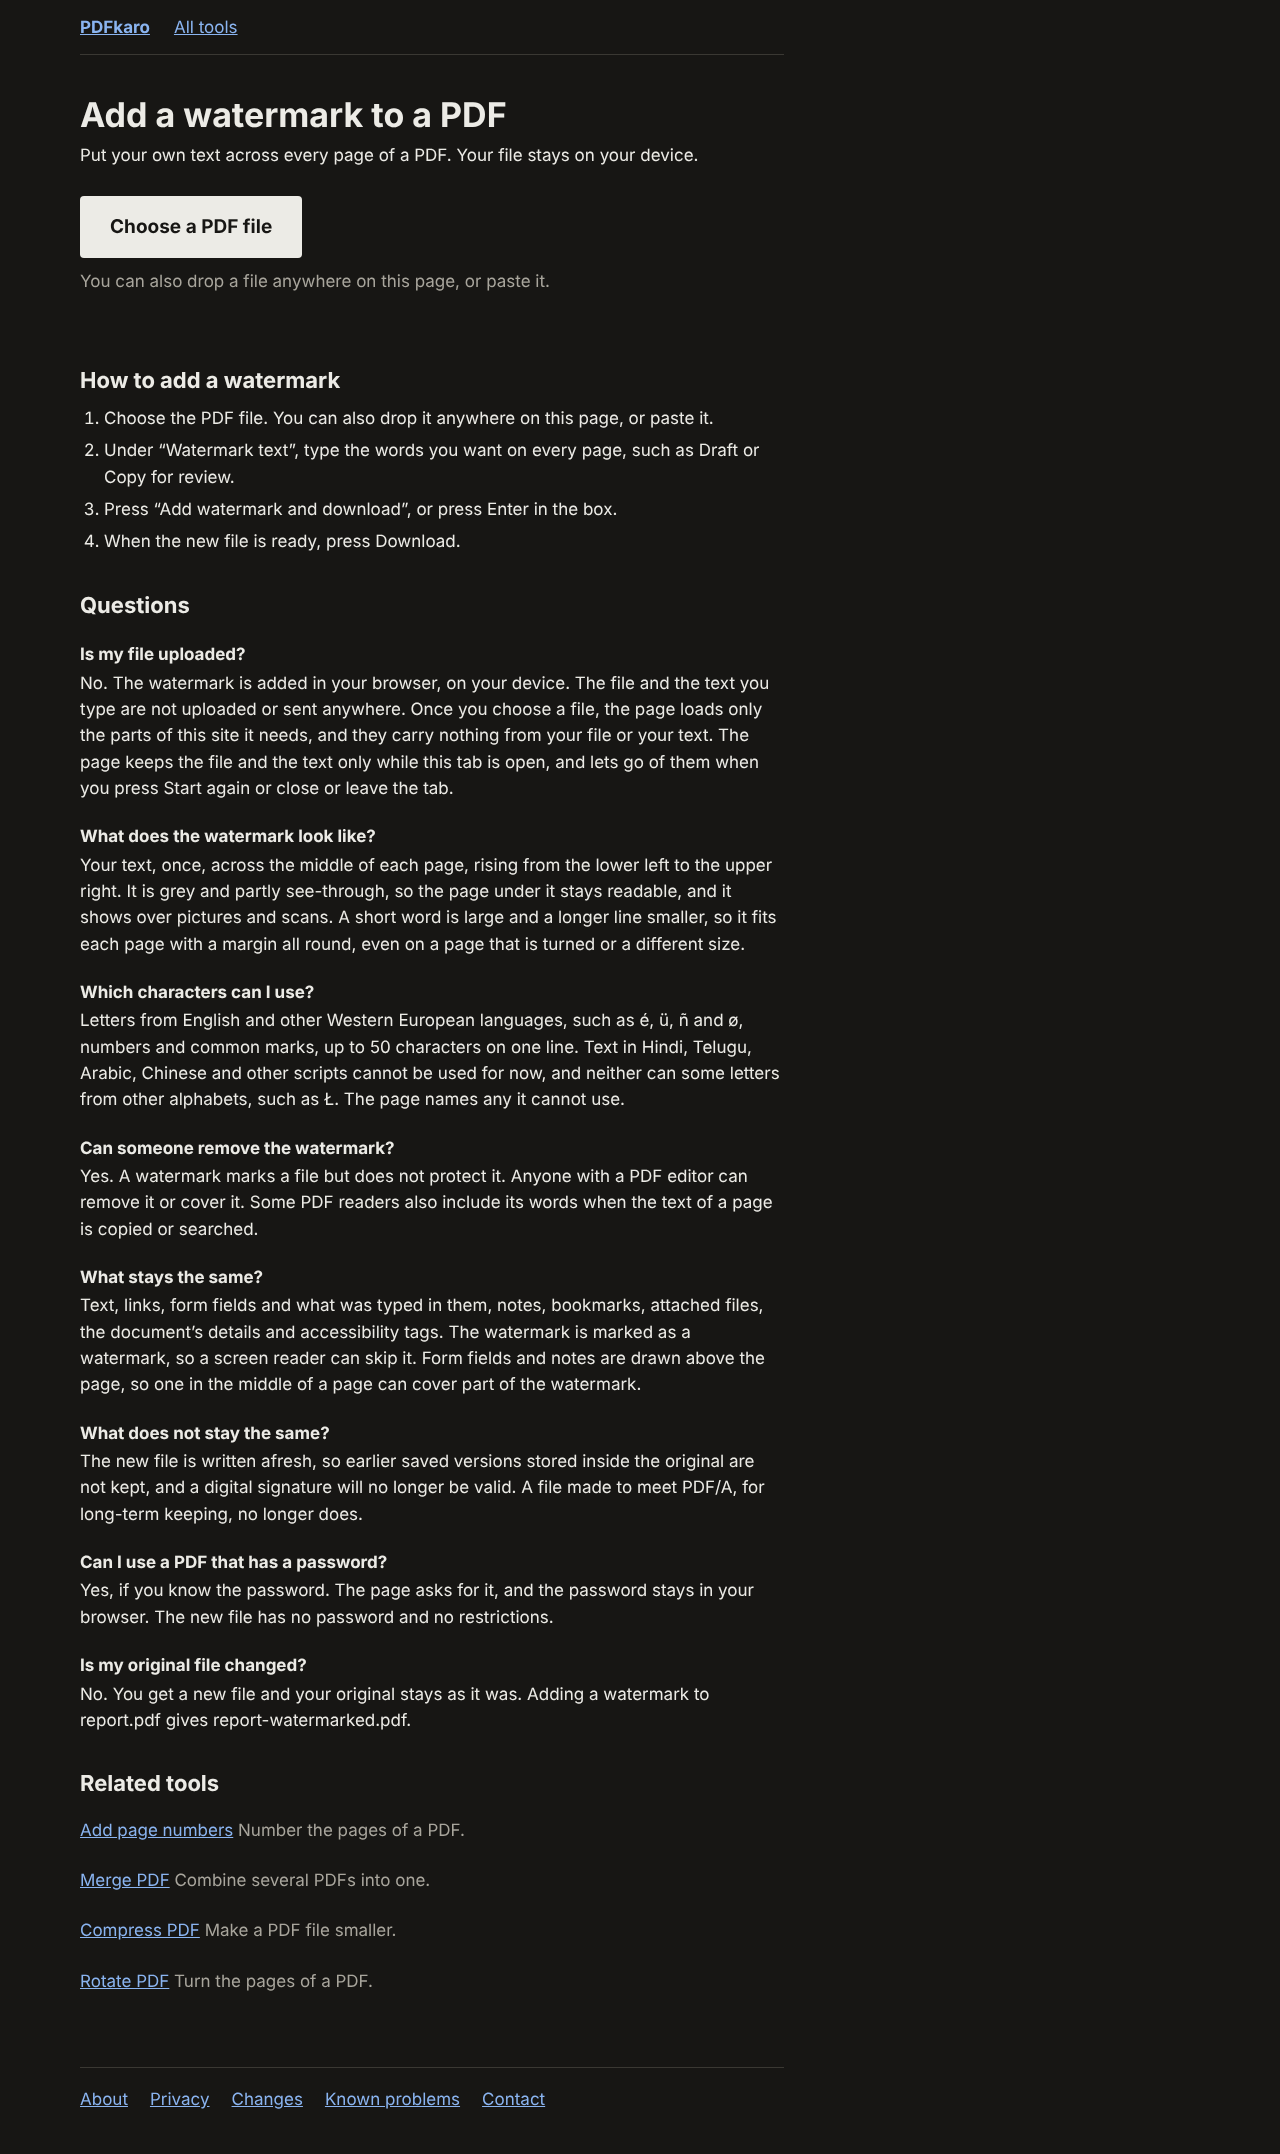 PDFkaro All tools
Add a watermark to a PDF
Put your own text across every page of a PDF. Your file stays on your device.
Choose a PDF file
You can also drop a file anywhere on this page, or paste it.
How to add a watermark
1. Choose the PDF file. You can also drop it anywhere on this page, or paste it.
2. Under “Watermark text”, type the words you want on every page, such as Draft or
Copy for review.
3. Press “Add watermark and download”, or press Enter in the box.
4. When the new file is ready, press Download.
Questions
Is my file uploaded?
No. The watermark is added in your browser, on your device. The file and the text you
type are not uploaded or sent anywhere. Once you choose a file, the page loads only
the parts of this site it needs, and they carry nothing from your file or your text. The
page keeps the file and the text only while this tab is open, and lets go of them when
you press Start again or close or leave the tab.
What does the watermark look like?
Your text, once, across the middle of each page, rising from the lower left to the upper
right. It is grey and partly see-through, so the page under it stays readable, and it
shows over pictures and scans. A short word is large and a longer line smaller, so it fits
each page with a margin all round, even on a page that is turned or a different size.
Which characters can I use?
Letters from English and other Western European languages, such as é, ü, ñ and ø,
numbers and common marks, up to 50 characters on one line. Text in Hindi, Telugu,
Arabic, Chinese and other scripts cannot be used for now, and neither can some letters
from other alphabets, such as Ł. The page names any it cannot use.
Can someone remove the watermark?
Yes. A watermark marks a file but does not protect it. Anyone with a PDF editor can
remove it or cover it. Some PDF readers also include its words when the text of a page
is copied or searched.
What stays the same?
Text, links, form fields and what was typed in them, notes, bookmarks, attached files,
the document’s details and accessibility tags. The watermark is marked as a
watermark, so a screen reader can skip it. Form fields and notes are drawn above the
page, so one in the middle of a page can cover part of the watermark.
What does not stay the same?
The new file is written afresh, so earlier saved versions stored inside the original are
not kept, and a digital signature will no longer be valid. A file made to meet PDF/A, for
long-term keeping, no longer does.
Can I use a PDF that has a password?
Yes, if you know the password. The page asks for it, and the password stays in your
browser. The new file has no password and no restrictions.
Is my original file changed?
No. You get a new file and your original stays as it was. Adding a watermark to
report.pdf gives report-watermarked.pdf.
Related tools
Add page numbers Number the pages of a PDF.
Merge PDF Combine several PDFs into one.
Compress PDF Make a PDF file smaller.
Rotate PDF Turn the pages of a PDF.
About Privacy Changes Known problems Contact